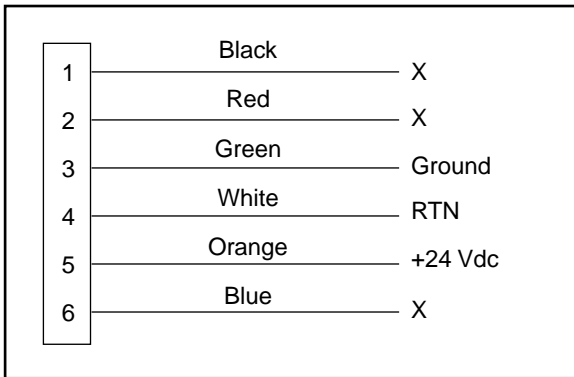 1 Black X
2 Red X
3 Green Ground
4 White RTN
5 Orange +24 Vdc
6 Blue X